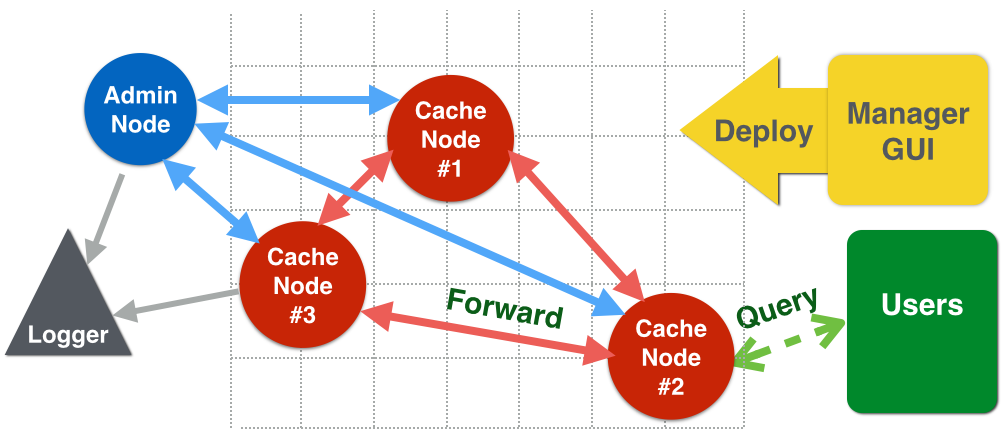 Admin
Node
Cache
Node
#1
Deploy
Manager
GUI
Cache
Node
#3
Logger
Forward
Cache
Node
#2
Query
Users